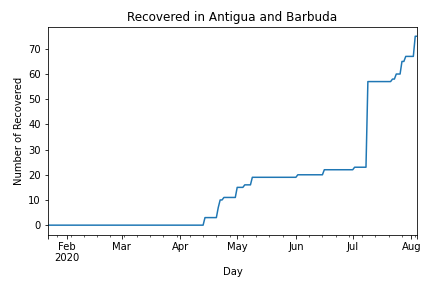 Recovered in Antigua and Barbuda
Number of Recovered
70
60
50
40
30
20
10
0
Feb Mar Apr May Jun Jul Aug
2020
Day